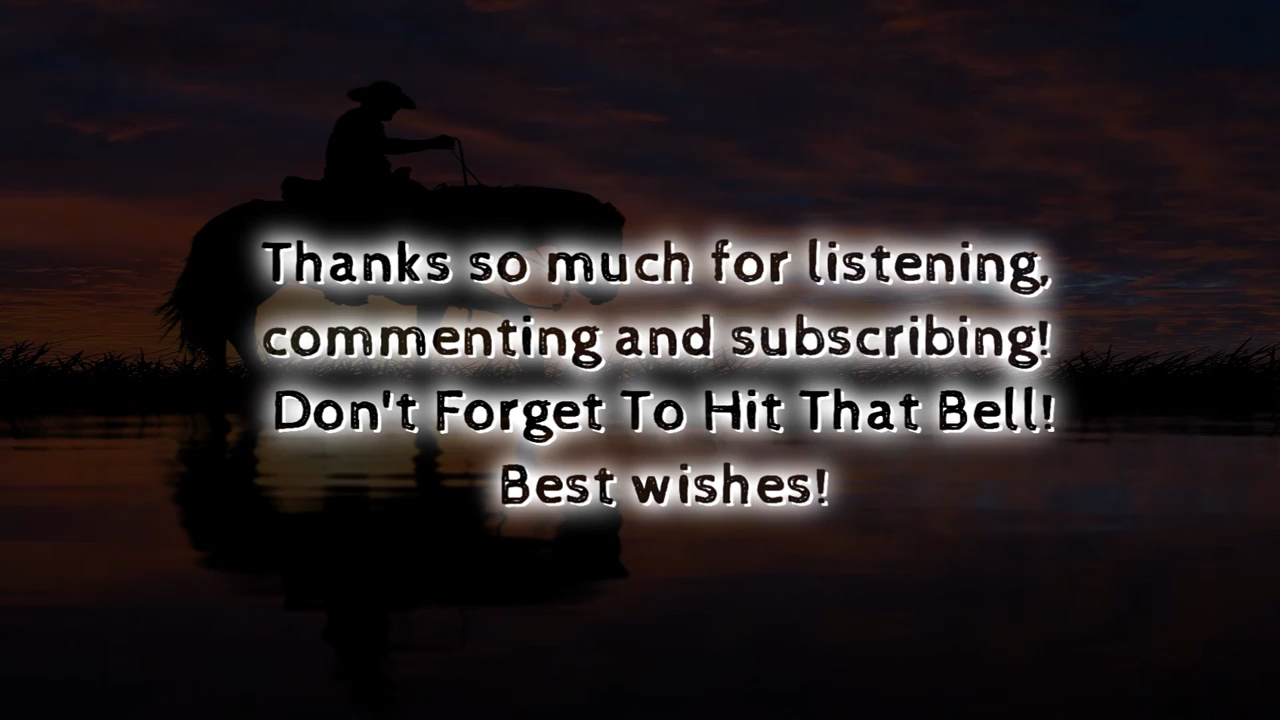 Thanks so much for listening,
commenting and subscribing!
Don't Forget To Hit That Bell!
Best wishes!